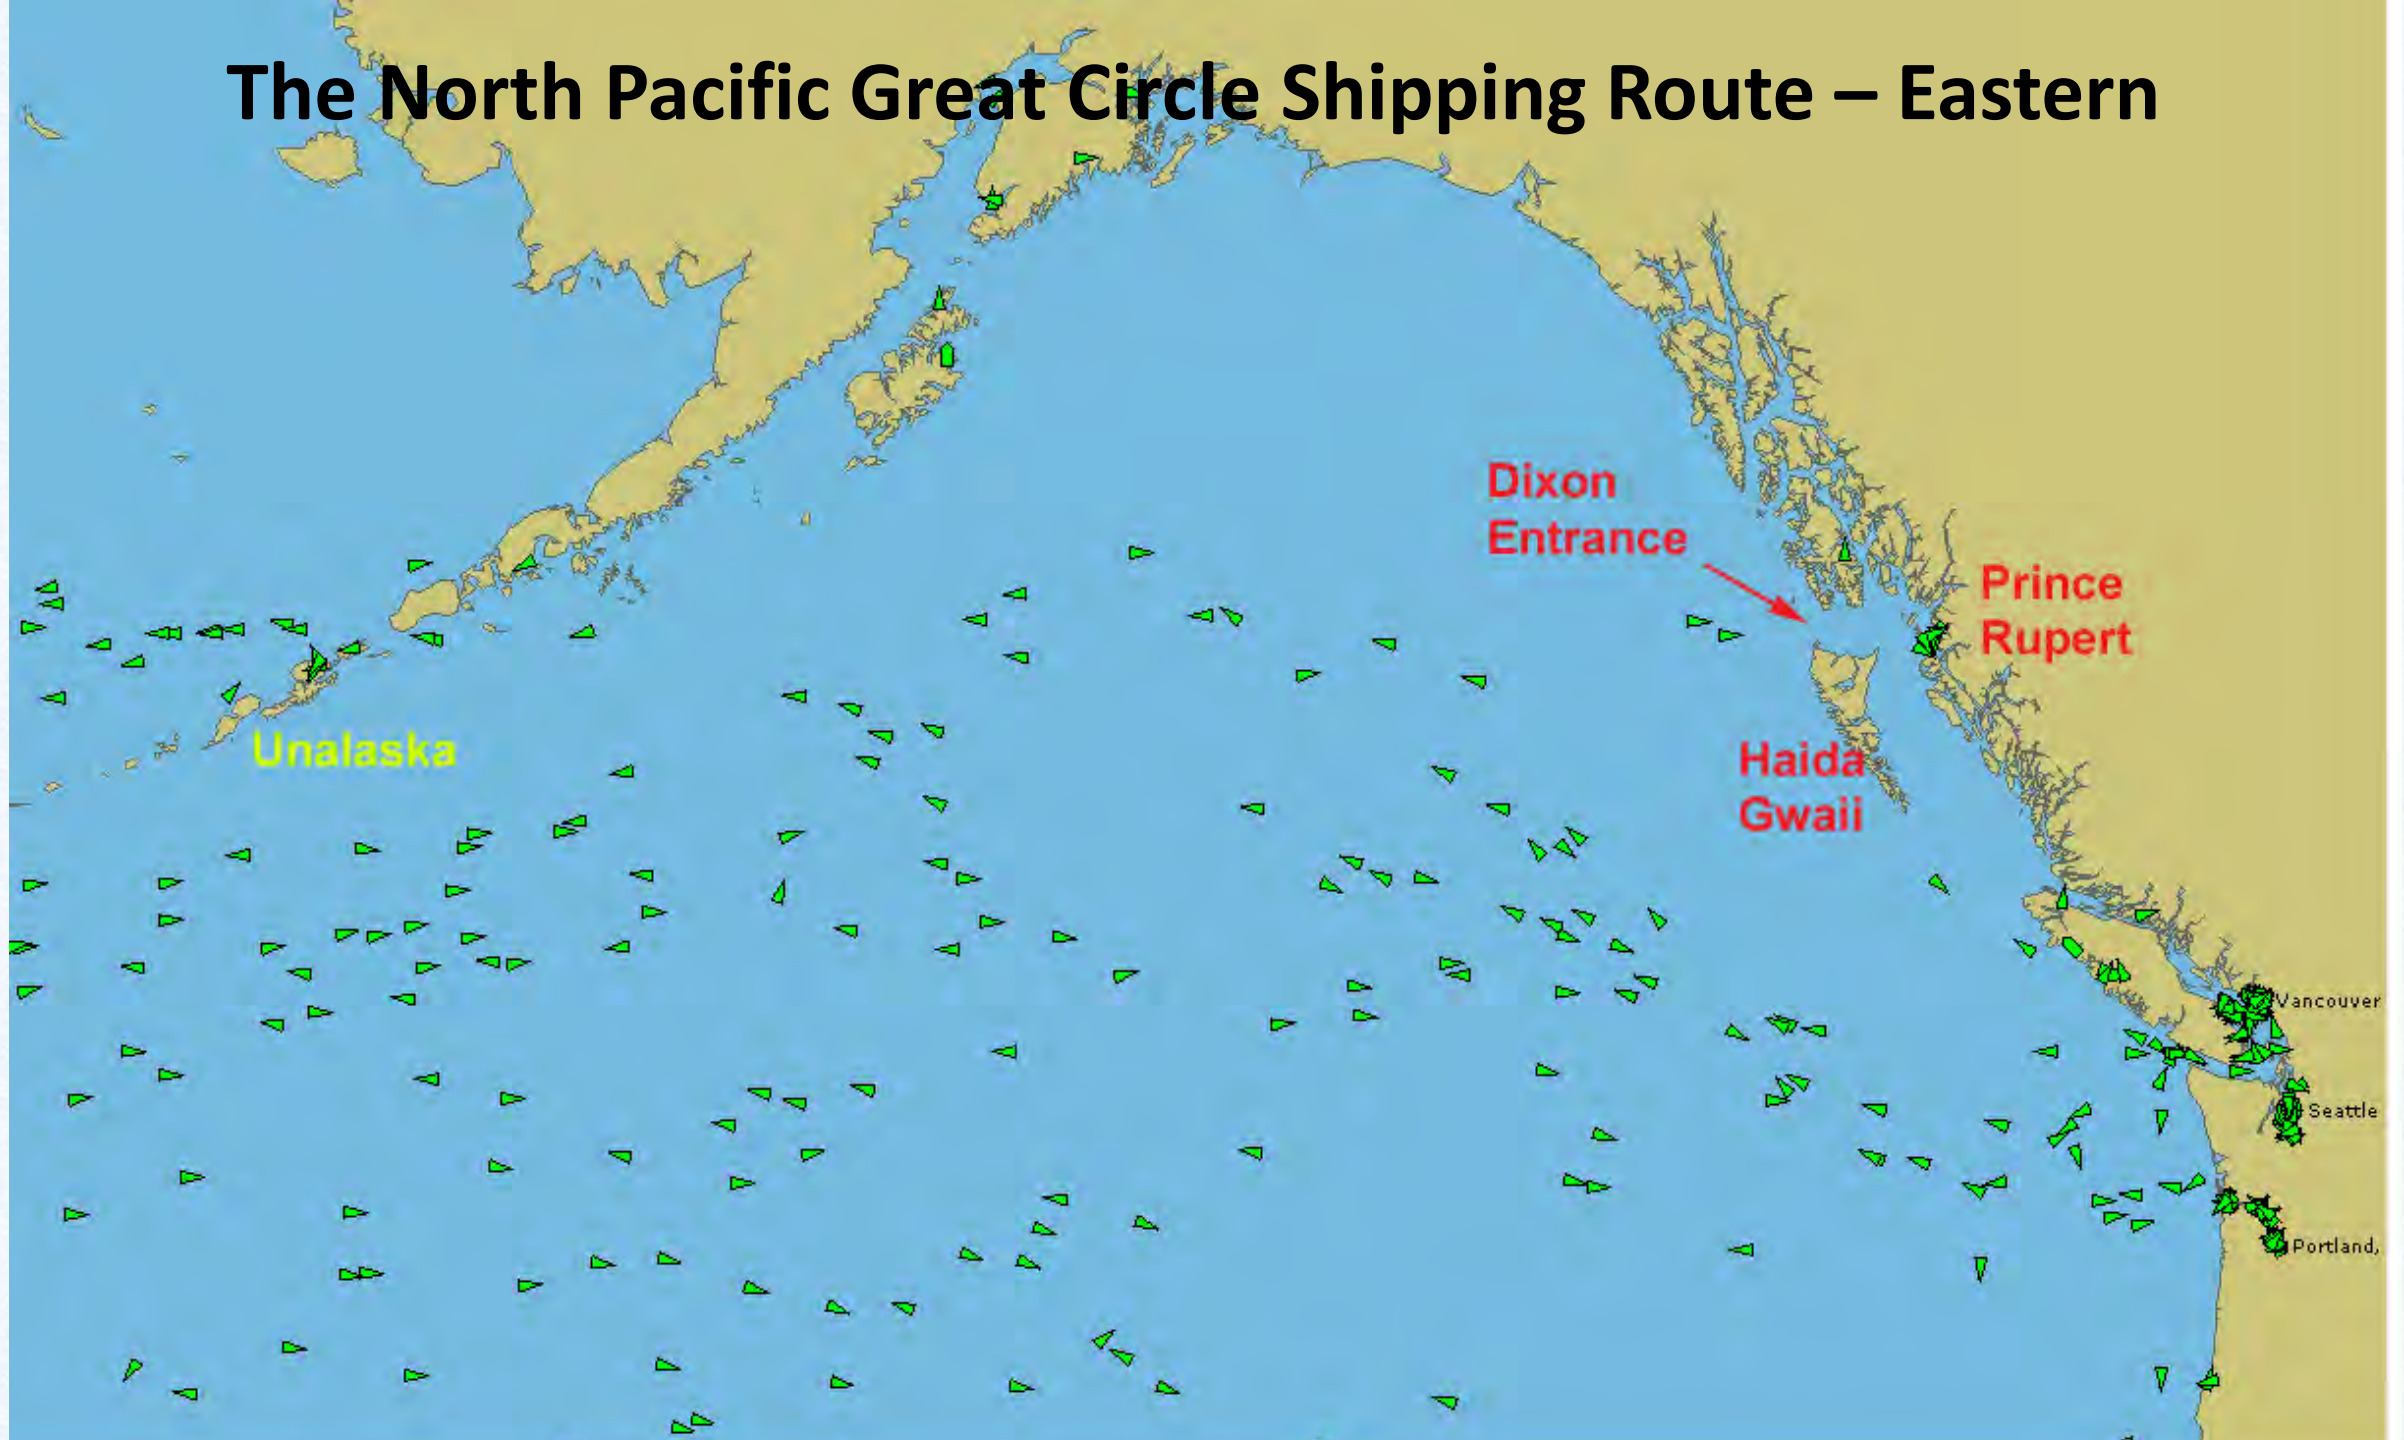 The North Pacific Great Circle Shipping Route – Eastern
Dixon
Entrance
Prince
Rupert
Unalaska
Haida
Gwaii
Vancouver
Seattle
Portland,